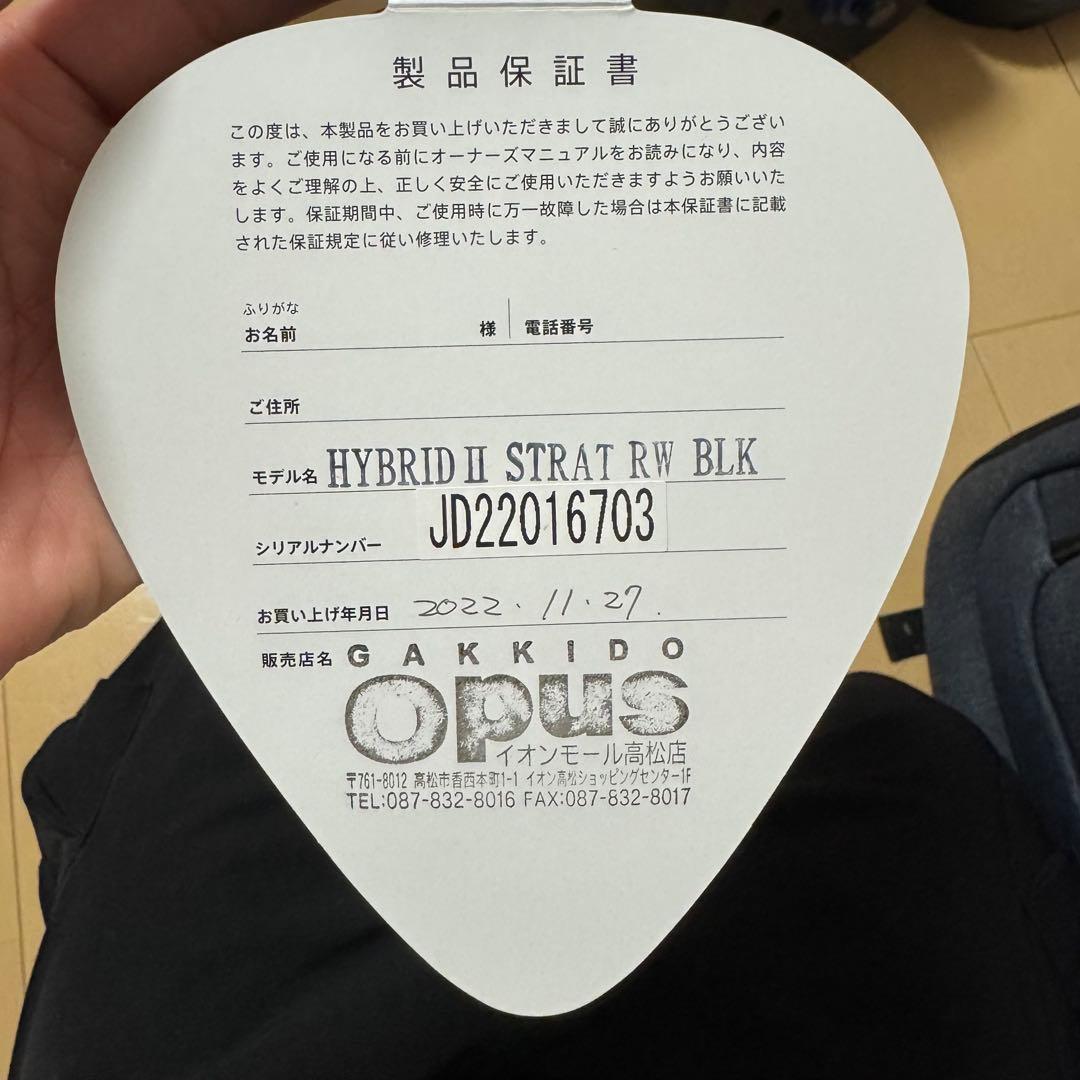 製品保証書
この度は、本製品をお買い上げいただきまして誠にありがとうござい
ます。ご使用になる前にオーナーズマニュアルをお読みになり、内容
をよくご理解の上、正しく安全にご使用いただきますようお願いいた
します。保証期間中、ご使用時に万一故障した場合は本保証書に記載
された保証規定に従い修理いたします。
ふりがな
お名前 様 電話番号
ご住所
モデル名 HYBRID II STRAT RW BLK
シリアルナンバー JD22016703
お買い上げ年月日 2022.11.27.
販売店名 GAKKIDO
opus
イオンモール高松店
〒761-8012 高松市香西本町1-1 イオン高松ショッピングセンター1F
TEL:087-832-8016 FAX:087-832-8017